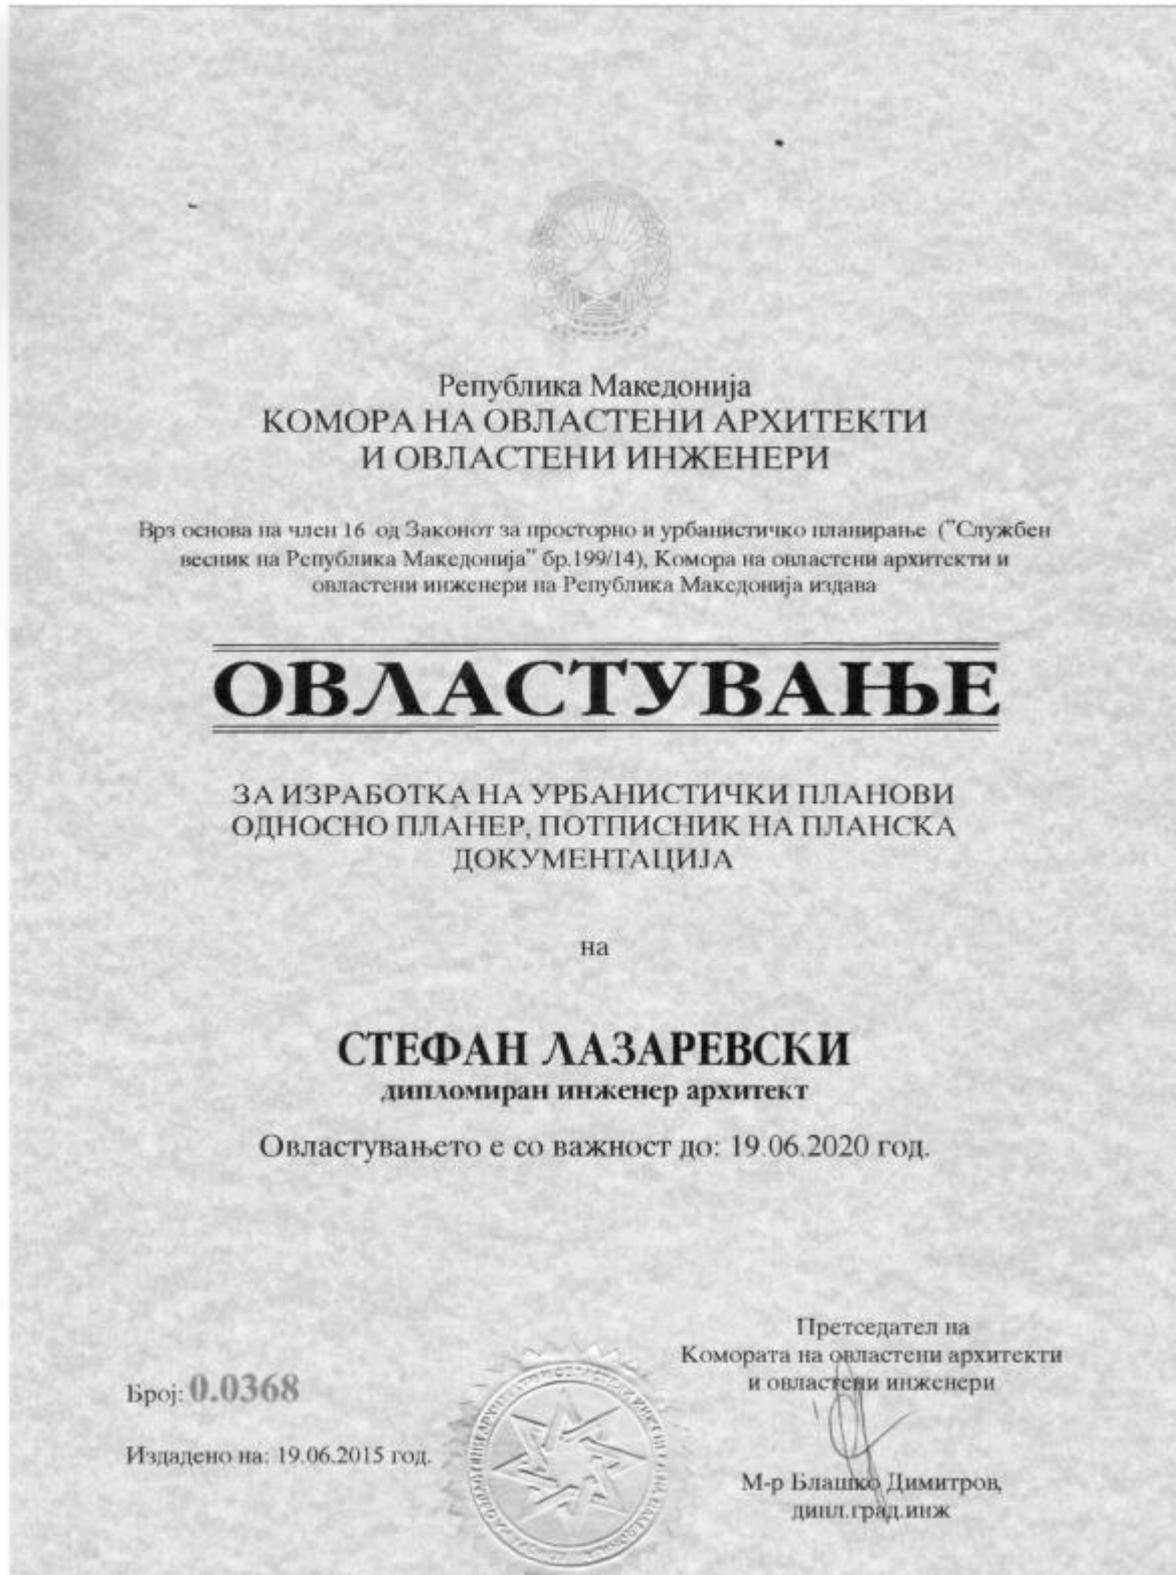 Република Македонија
КОМОРА НА ОВЛАСТЕНИ АРХИТЕКТИ
И ОВЛАСТЕНИ ИНЖЕНЕРИ
Врз основа на член 16 од Законот за просторно и урбанистичко планирање ("Службен
весник на Република Македонија" бр.199/14), Комора на овластени архитекти и
овластени инженери на Република Македонија издава
ОВЛАСТУВАЊЕ
ЗА ИЗРАБОТКА НА УРБАНИСТИЧКИ ПЛАНОВИ
ОДНОСНО ПЛАНЕР, ПОТПИСНИК НА ПЛАНСКА
ДОКУМЕНТАЦИЈА
на
СТЕФАН ЛАЗАРЕВСКИ
дипломиран инженер архитект
Овластувањето е со важност до: 19.06.2020 год.
Број: 0.0368
Издадено на: 19.06.2015 год.
Претседател на
Комората на овластени архитекти
и овластени инженери
М-р Блашко Димитров,
дипл.град.инж